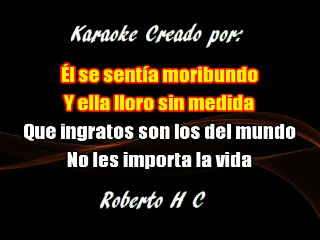 Karaoke Creado por:
Él se sentía moribundo
Y ella lloro sin medida
Que ingratos son los del mundo
No les importa la vida
Roberto H C